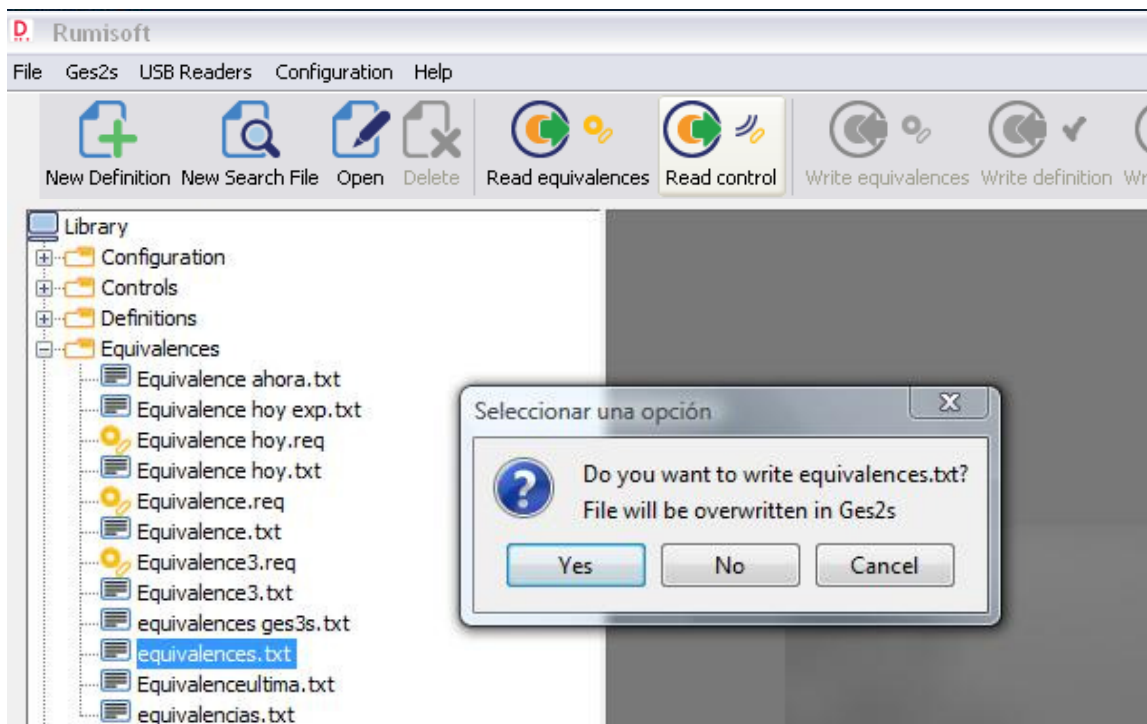 Rumisoft
File Ges2s USB Readers Configuration Help
New Definition New Search File Open Delete Read equivalences Read control Write equivalences Write definition
Library
Configuration
Controls
Definitions
Equivalences
Equivalence ahora.txt
Equivalence hoy exp.txt
Equivalence hoy.req
Equivalence hoy.txt
Equivalence.req
Equivalence.txt
Equivalence3.req
Equivalence3.txt
equivalences ges3s.txt
equivalences.txt
Equivalenceultima.txt
equivalencias.txt
Seleccionar una opción
Do you want to write equivalences.txt?
File will be overwritten in Ges2s
Yes No Cancel